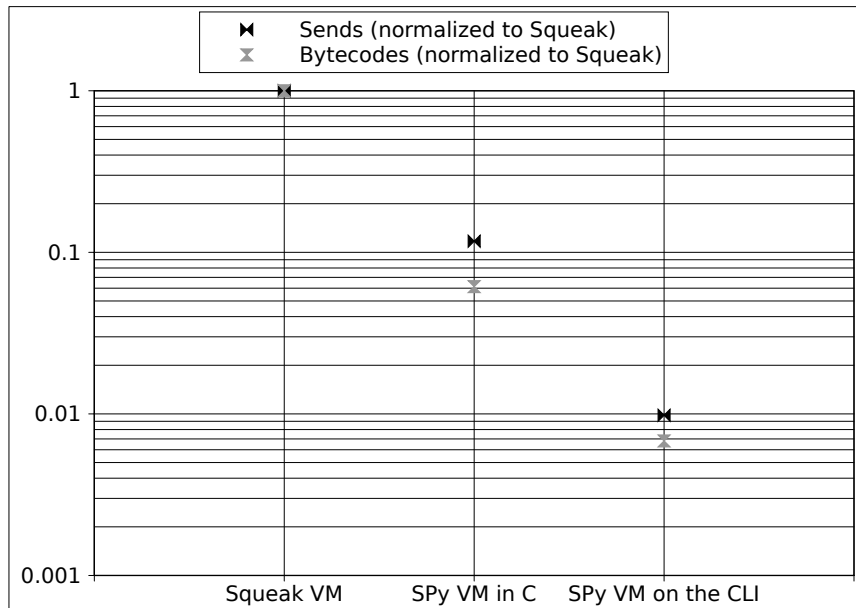 Sends (normalized to Squeak)
Bytecodes (normalized to Squeak)
1
0.1
0.01
0.001
Squeak VM
SPy VM in C
SPy VM on the CLI